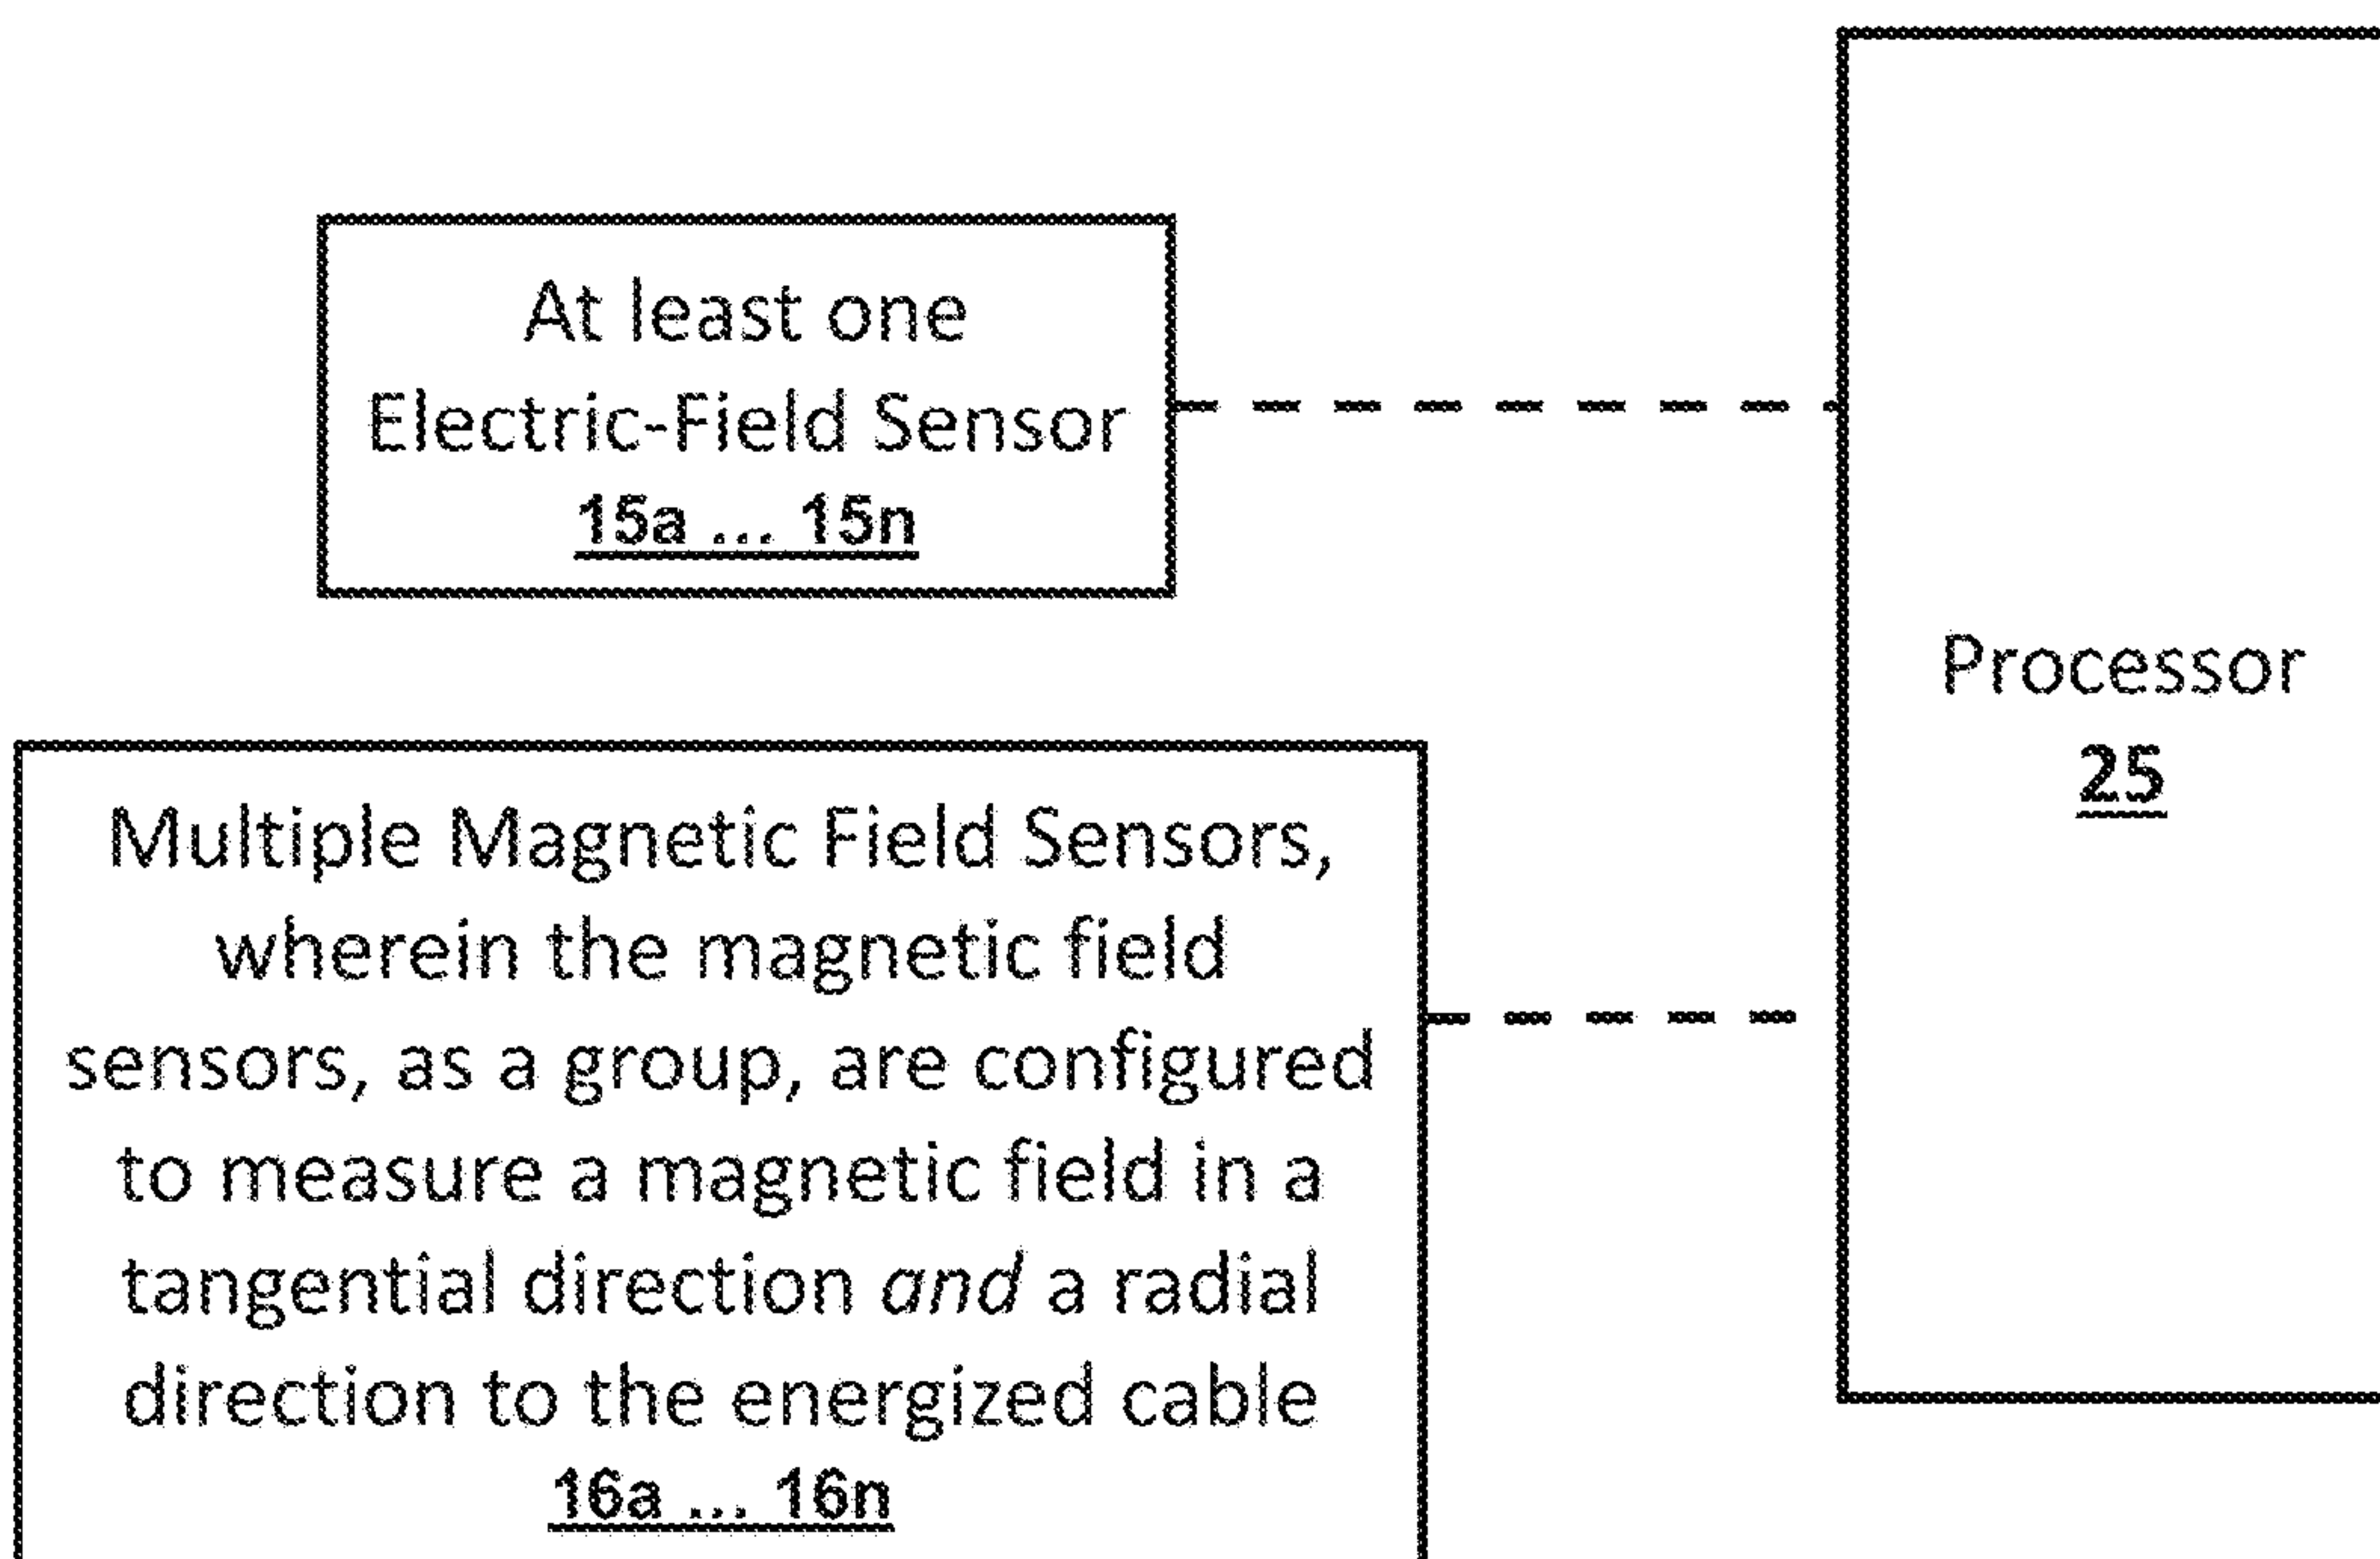 At least one
Electric-Field Sensor
15a ... 15n
Processor
25
Multiple Magnetic Field Sensors,
wherein the magnetic field
sensors, as a group, are configured
to measure a magnetic field in a
tangential direction and a radial
direction to the energized cable
16a ... 16n